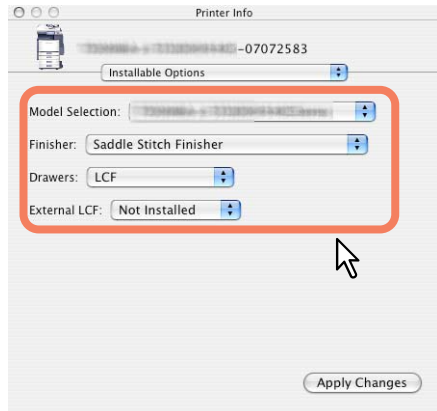 Printer Info
-07072583
Installable Options
Model Selection:
Finisher: Saddle Stitch Finisher
Drawers: LCF
External LCF: Not Installed
Apply Changes